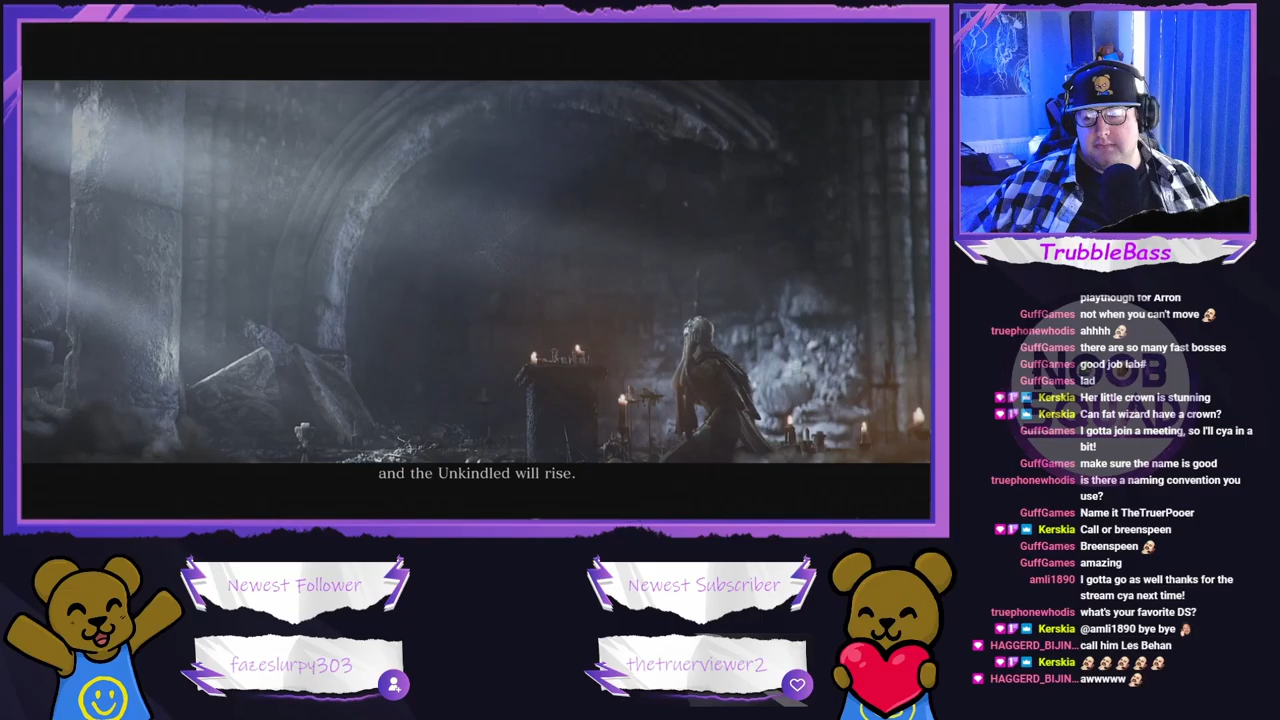 and the Unkindled will rise.
TrubbleBass
playthough for Arron
GuffGames not when you can't move
truephonewhodis ahhhh
GuffGames there are so many fast bosses
GuffGames good job lab#
GuffGames lad
Kerskia Her little crown is stunning
Kerskia Can fat wizard have a crown?
GuffGames I gotta join a meeting, so I'll cya in a
bit!
GuffGames make sure the name is good
truephonewhodis is there a naming convention you
use?
GuffGames Name it TheTruerPooer
Kerskia Call or breenspeen
GuffGames Breenspeen
GuffGames amazing
amli1890 I gotta go as well thanks for the
stream cya next time!
truephonewhodis what's your favorite DS?
Kerskia @amli1890 bye bye
HAGGERD_BIJIN... call him Les Behan
Kerskia
HAGGERD_BIJIN... awwwww
NOOB
SQUAD
Newest Follower
fazeslurpy303
Newest Subscriber
thetruerviewer2